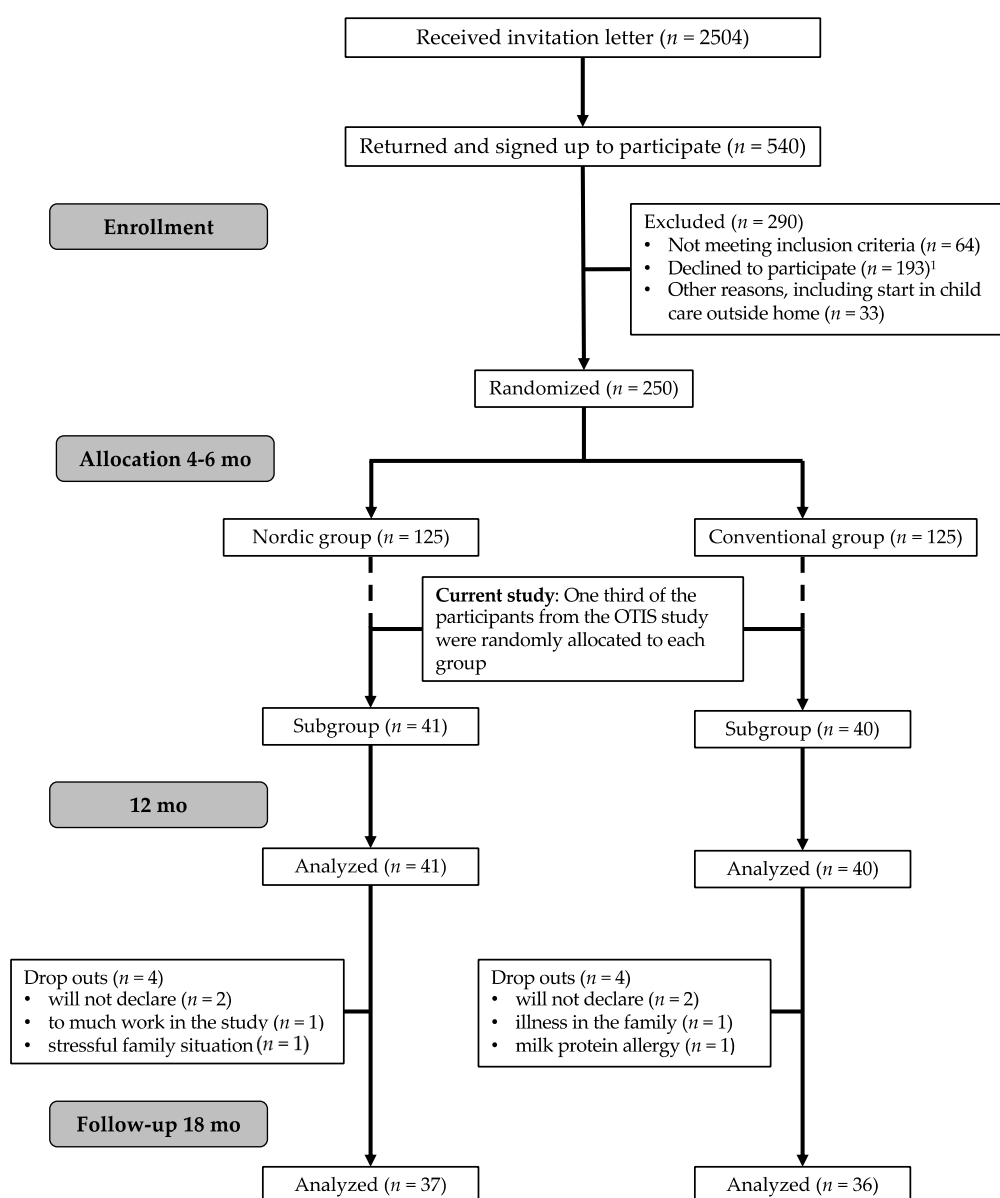 Received invitation letter (n = 2504)
Returned and signed up to participate (n = 540)
Enrollment
Excluded (n = 290)
• Not meeting inclusion criteria (n = 64)
• Declined to participate (n = 193)¹
• Other reasons, including start in child
care outside home (n = 33)
Randomized (n = 250)
Allocation 4-6 mo
Nordic group (n = 125)
Conventional group (n = 125)
Current study: One third of the
participants from the OTIS study
were randomly allocated to each
group
Subgroup (n = 41)
Subgroup (n = 40)
12 mo
Analyzed (n = 41)
Analyzed (n = 40)
Drop outs (n = 4)
• will not declare (n = 2)
• to much work in the study (n = 1)
• stressful family situation (n = 1)
Drop outs (n = 4)
• will not declare (n = 2)
• illness in the family (n = 1)
• milk protein allergy (n = 1)
Follow-up 18 mo
Analyzed (n = 37)
Analyzed (n = 36)